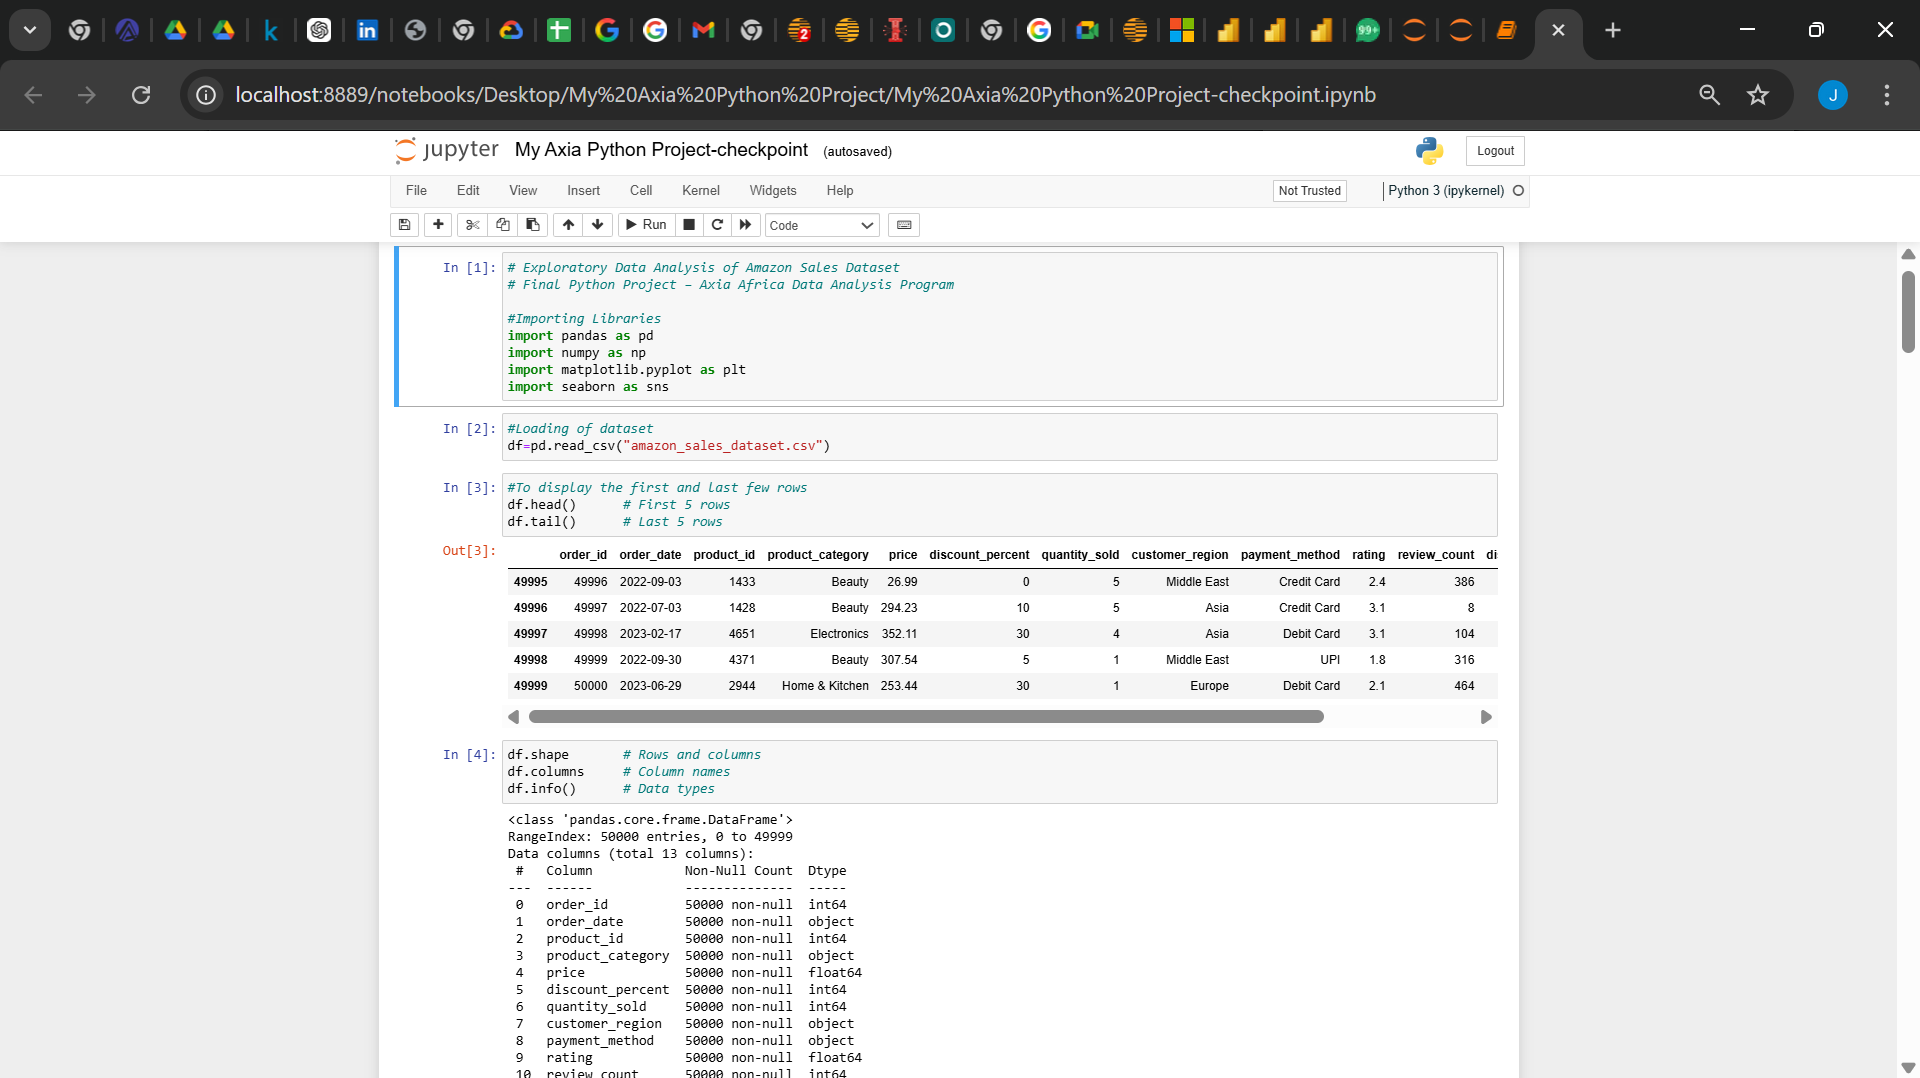 99+
2
localhost:8889/notebooks/Desktop/My%20Axia%20Python%20Project/My%20Axia%20Python%20Project-checkpoint.ipynb
J
jupyter My Axia Python Project-checkpoint (autosaved)
Logout
File Edit View Insert Cell Kernel Widgets Help
Not Trusted
Python 3 (ipykernel)
Run
Code
In [1]:
# Exploratory Data Analysis of Amazon Sales Dataset
# Final Python Project – Axia Africa Data Analysis Program
#Importing Libraries
import pandas as pd
import numpy as np
import matplotlib.pyplot as plt
import seaborn as sns
In [2]:
#Loading of dataset
df=pd.read_csv("amazon_sales_dataset.csv")
In [3]:
#To display the first and last few rows
df.head() # First 5 rows
df.tail() # Last 5 rows
Out[3]:
order_id order_date product_id product_category price discount_percent quantity_sold customer_region payment_method rating review_count di
49995 49996 2022-09-03 1433 Beauty 26.99 0 5 Middle East Credit Card 2.4 386
49996 49997 2022-07-03 1428 Beauty 294.23 10 5 Asia Credit Card 3.1 8
49997 49998 2023-02-17 4651 Electronics 352.11 30 4 Asia Debit Card 3.1 104
49998 49999 2022-09-30 4371 Beauty 307.54 5 1 Middle East UPI 1.8 316
49999 50000 2023-06-29 2944 Home & Kitchen 253.44 30 1 Europe Debit Card 2.1 464
In [4]:
df.shape # Rows and columns
df.columns # Column names
df.info() # Data types
<class 'pandas.core.frame.DataFrame'>
RangeIndex: 50000 entries, 0 to 49999
Data columns (total 13 columns):
# Column Non-Null Count Dtype
--- ------ -------------- -----
0 order_id 50000 non-null int64
1 order_date 50000 non-null object
2 product_id 50000 non-null int64
3 product_category 50000 non-null object
4 price 50000 non-null float64
5 discount_percent 50000 non-null int64
6 quantity_sold 50000 non-null int64
7 customer_region 50000 non-null object
8 payment_method 50000 non-null object
9 rating 50000 non-null float64
10 review_count 50000 non-null int64